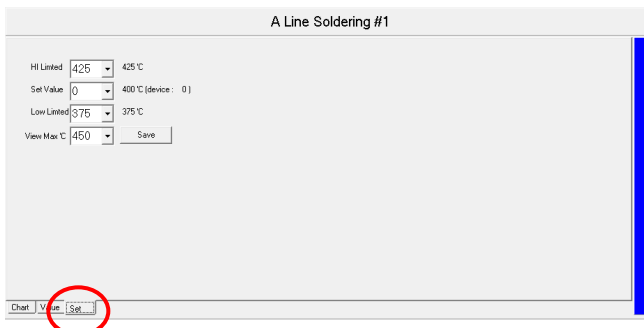 A Line Soldering #1
HI Limted 425 425 ℃
Set Value 0 400 ℃ (device : 0 )
Low Limted 375 375 ℃
View Max ℃ 450 Save
Chart Value Set